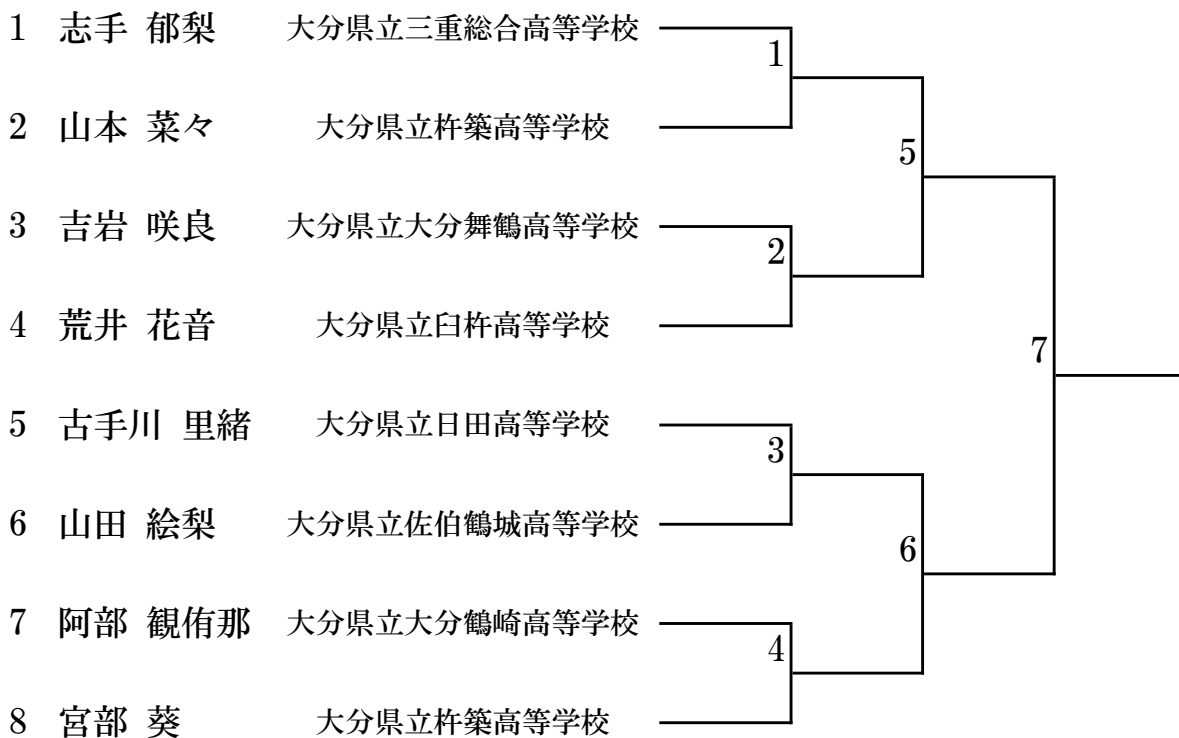 1 志手 郁梨 大分県立三重総合高等学校
1
2 山本 菜々 大分県立杵築高等学校
5
3 吉岩 咲良 大分県立大分舞鶴高等学校
2
4 荒井 花音 大分県立臼杵高等学校
7
5 古手川 里緒 大分県立日田高等学校
3
6 山田 絵梨 大分県立佐伯鶴城高等学校
6
7 阿部 観侑那 大分県立大分鶴崎高等学校
4
8 宮部 葵 大分県立杵築高等学校